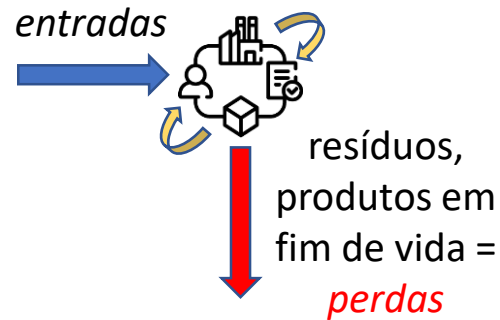 entradas
resíduos,
produtos em
fim de vida =
perdas